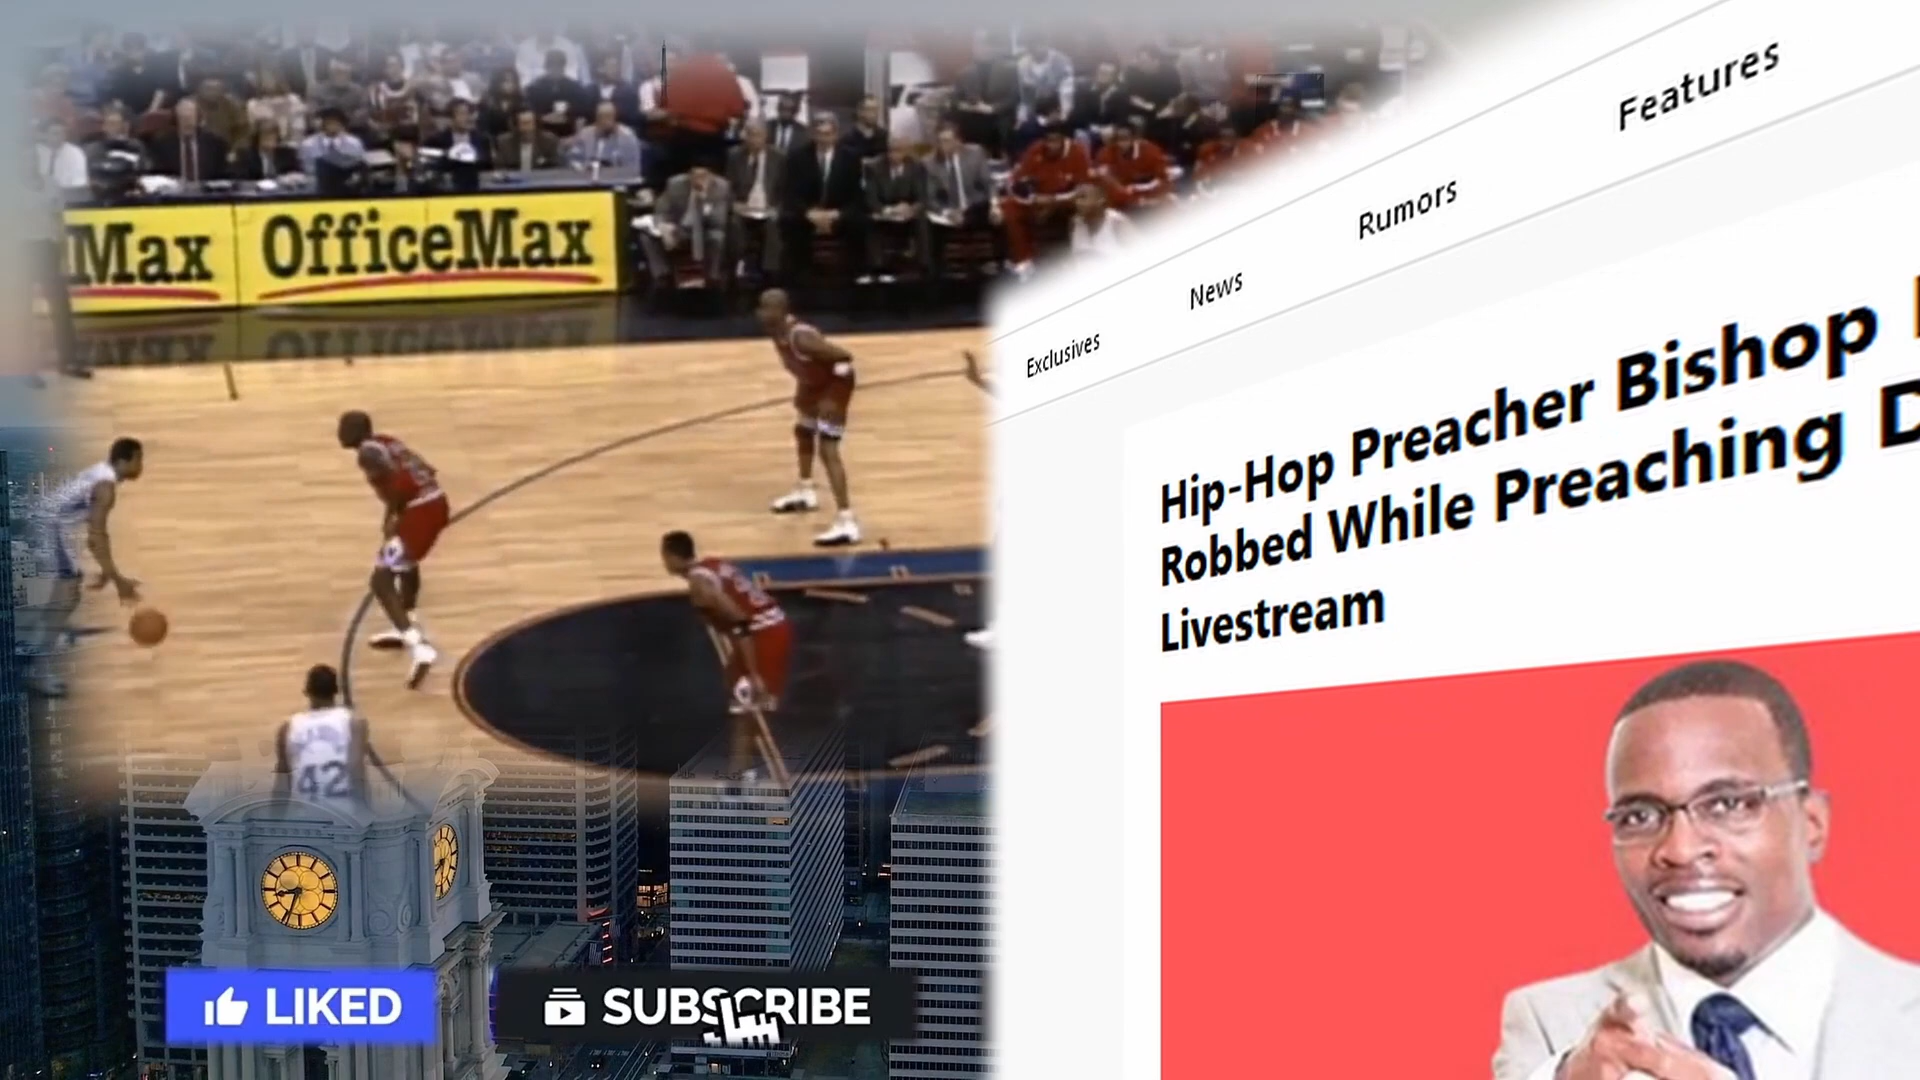 Max OfficeMax
42
LIKED
SUBSCRIBE
Exclusives News Rumors Features
Hip-Hop Preacher Bishop
Robbed While Preaching D
Livestream